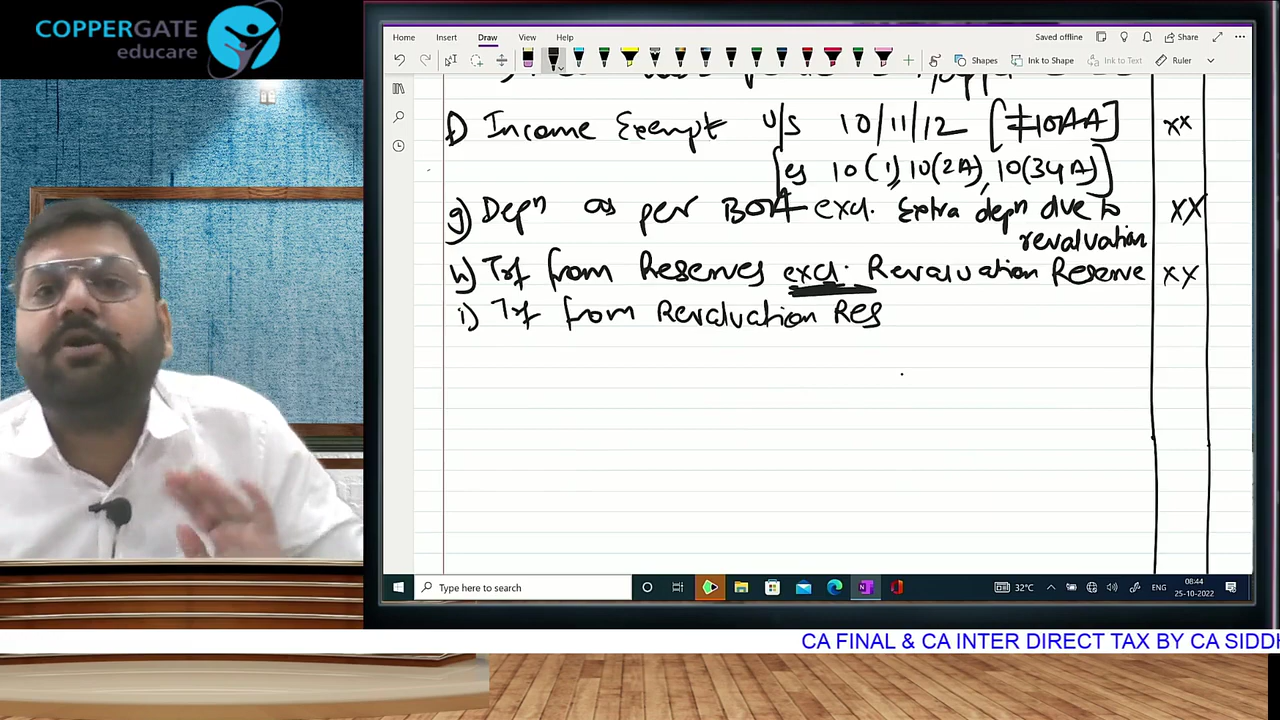 COPPERGATE
educare
Home Insert Draw View Help
Saved offline
Share
Shapes
Ink to Shape
Ink to Text
Ruler
f) Income Exempt u/s 10/11/12 [≠10AA] xx
[eg 10(1), 10(2A), 10(34A)]
g) Depn as per BOA excl. Extra depn due to xx
revaluation
h) Trf from Reserves excl. Revaluation Reserve xx
i) Trf from Revaluation Res
Type here to search
32°C
ENG
08:44
25-10-2022
CA FINAL & CA INTER DIRECT TAX BY CA SIDDH